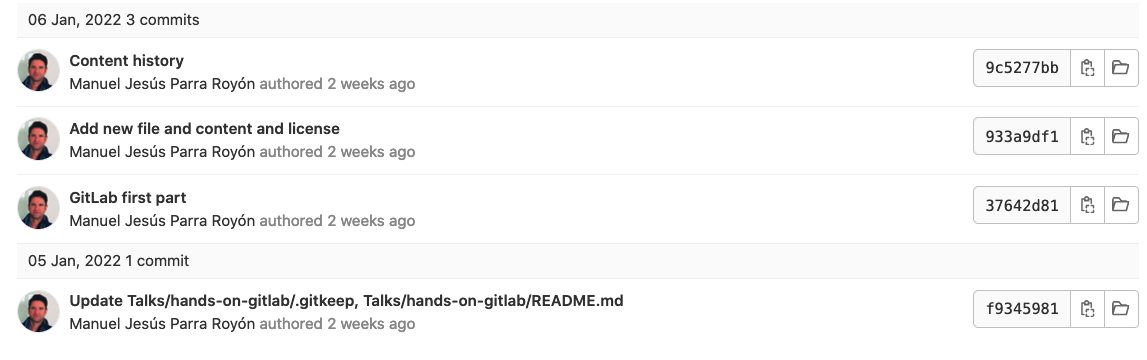 06 Jan, 2022 3 commits
Content history
Manuel Jesús Parra Royón authored 2 weeks ago
9c5277bb
Add new file and content and license
Manuel Jesús Parra Royón authored 2 weeks ago
933a9df1
GitLab first part
Manuel Jesús Parra Royón authored 2 weeks ago
37642d81
05 Jan, 2022 1 commit
Update Talks/hands-on-gitlab/.gitkeep, Talks/hands-on-gitlab/README.md
Manuel Jesús Parra Royón authored 2 weeks ago
f9345981